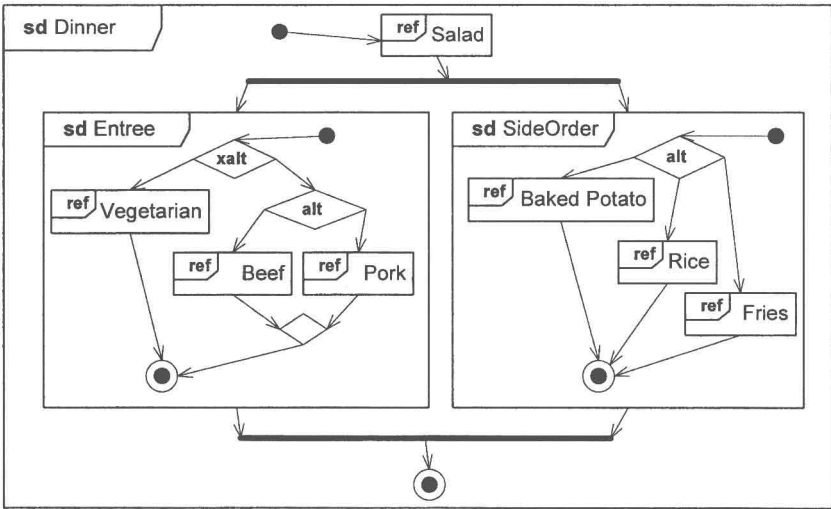 sd Dinner
ref Salad
sd Entree
xalt
ref Vegetarian
alt
ref Beef
ref Pork
sd SideOrder
alt
ref Baked Potato
ref Rice
ref Fries